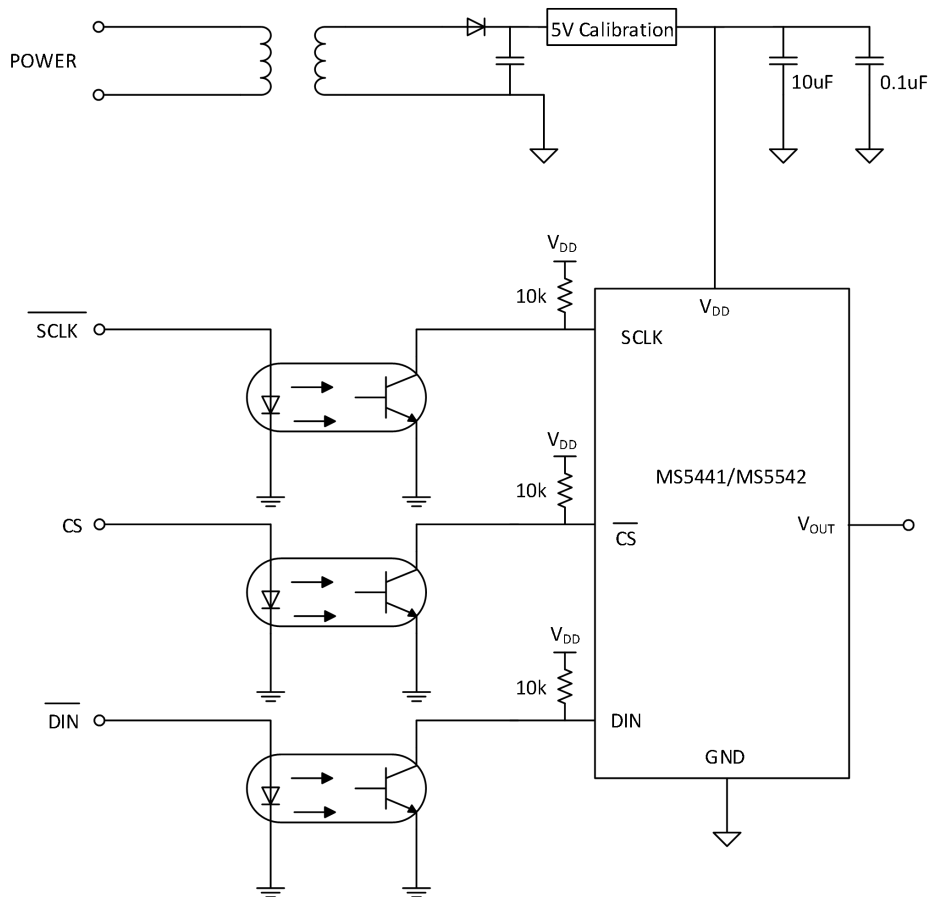 5V Calibration
POWER
10uF
0.1uF
V_DD
10k
V_DD
SCLK
SCLK
V_DD
10k
MS5441/MS5542
CS
CS
V_OUT
V_DD
10k
DIN
DIN
GND